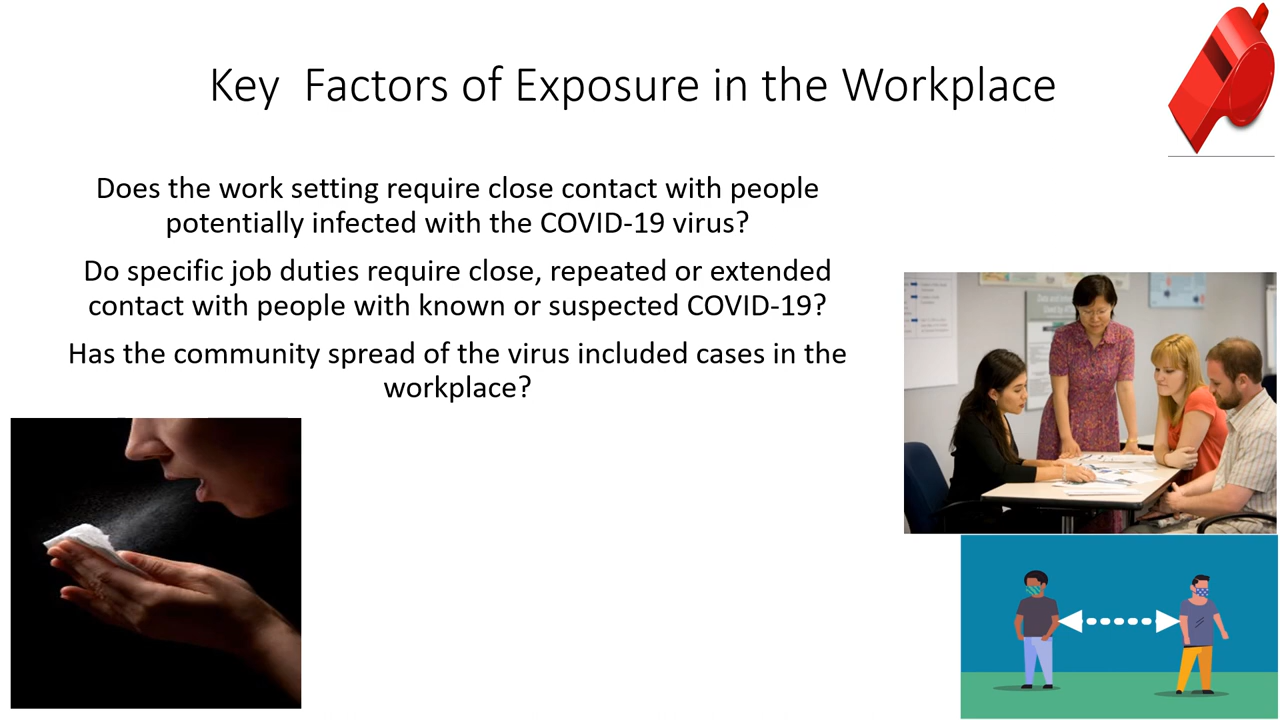 Key  Factors of Exposure in the Workplace
Does the work setting require close contact with people
potentially infected with the COVID-19 virus?
Do specific job duties require close, repeated or extended
contact with people with known or suspected COVID-19?
Has the community spread of the virus included cases in the
workplace?